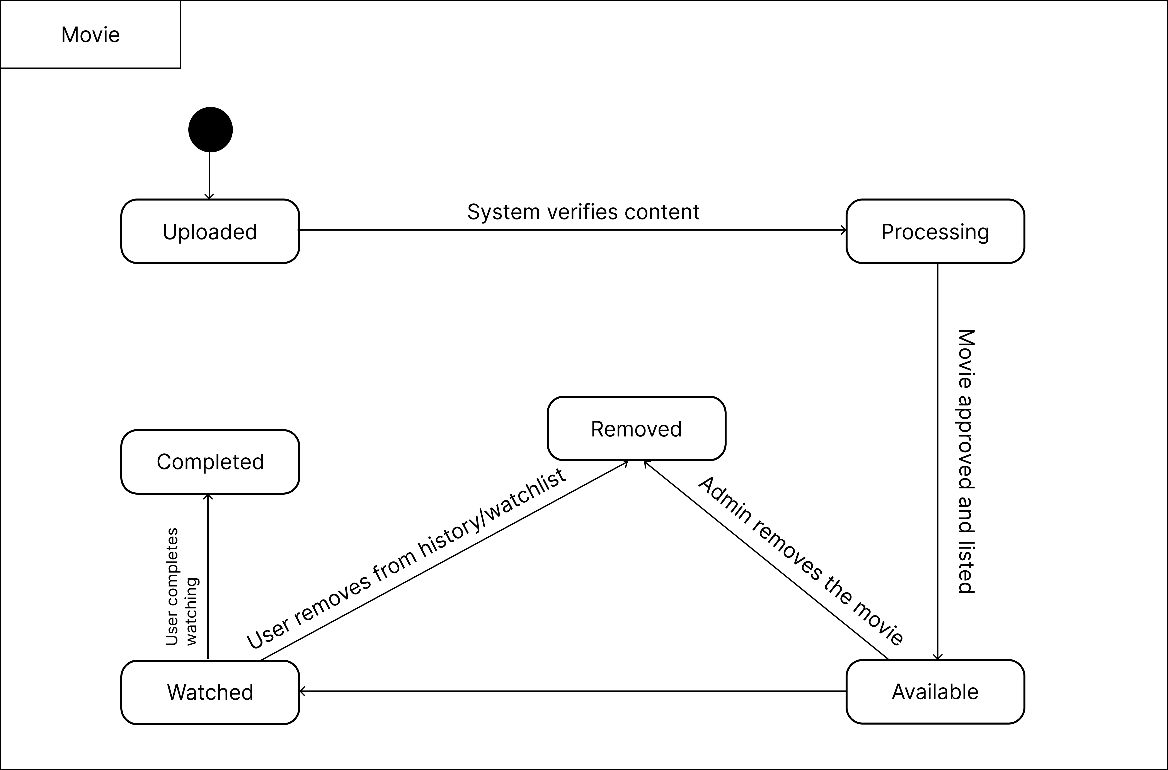 Movie
Uploaded
System verifies content
Processing
Movie approved and listed
Removed
Completed
User removes from history/watchlist
Admin removes the movie
User completes
watching
Watched
Available